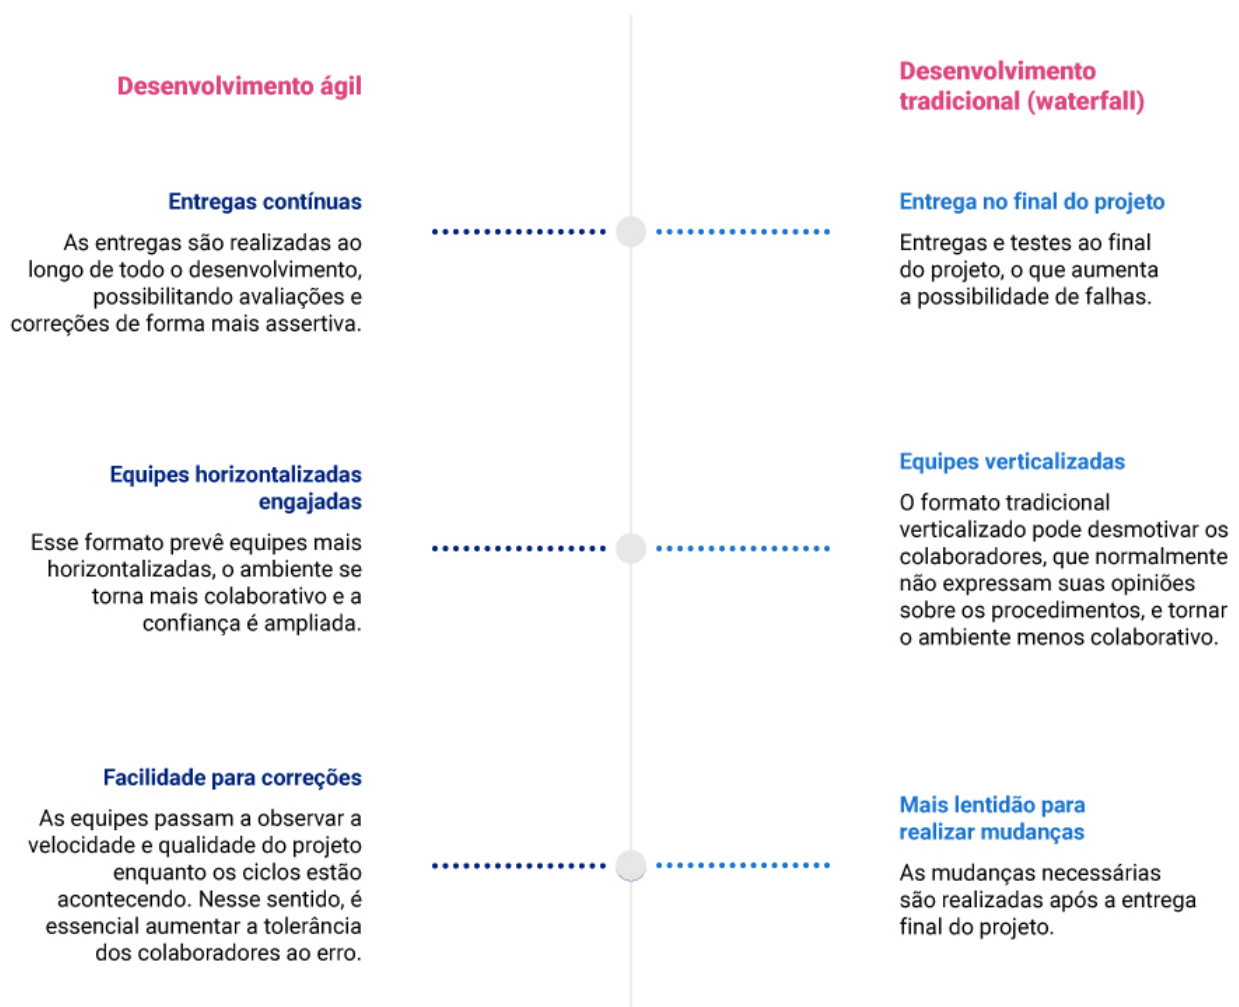 Desenvolvimento ágil
Desenvolvimento
tradicional (waterfall)
Entregas contínuas
As entregas são realizadas ao
longo de todo o desenvolvimento,
possibilitando avaliações e
correções de forma mais assertiva.
Entrega no final do projeto
Entregas e testes ao final
do projeto, o que aumenta
a possibilidade de falhas.
Equipes horizontalizadas
engajadas
Esse formato prevê equipes mais
horizontalizadas, o ambiente se
torna mais colaborativo e a
confiança é ampliada.
Equipes verticalizadas
O formato tradicional
verticalizado pode desmotivar os
colaboradores, que normalmente
não expressam suas opiniões
sobre os procedimentos, e tornar
o ambiente menos colaborativo.
Facilidade para correções
As equipes passam a observar a
velocidade e qualidade do projeto
enquanto os ciclos estão
acontecendo. Nesse sentido, é
essencial aumentar a tolerância
dos colaboradores ao erro.
Mais lentidão para
realizar mudanças
As mudanças necessárias
são realizadas após a entrega
final do projeto.